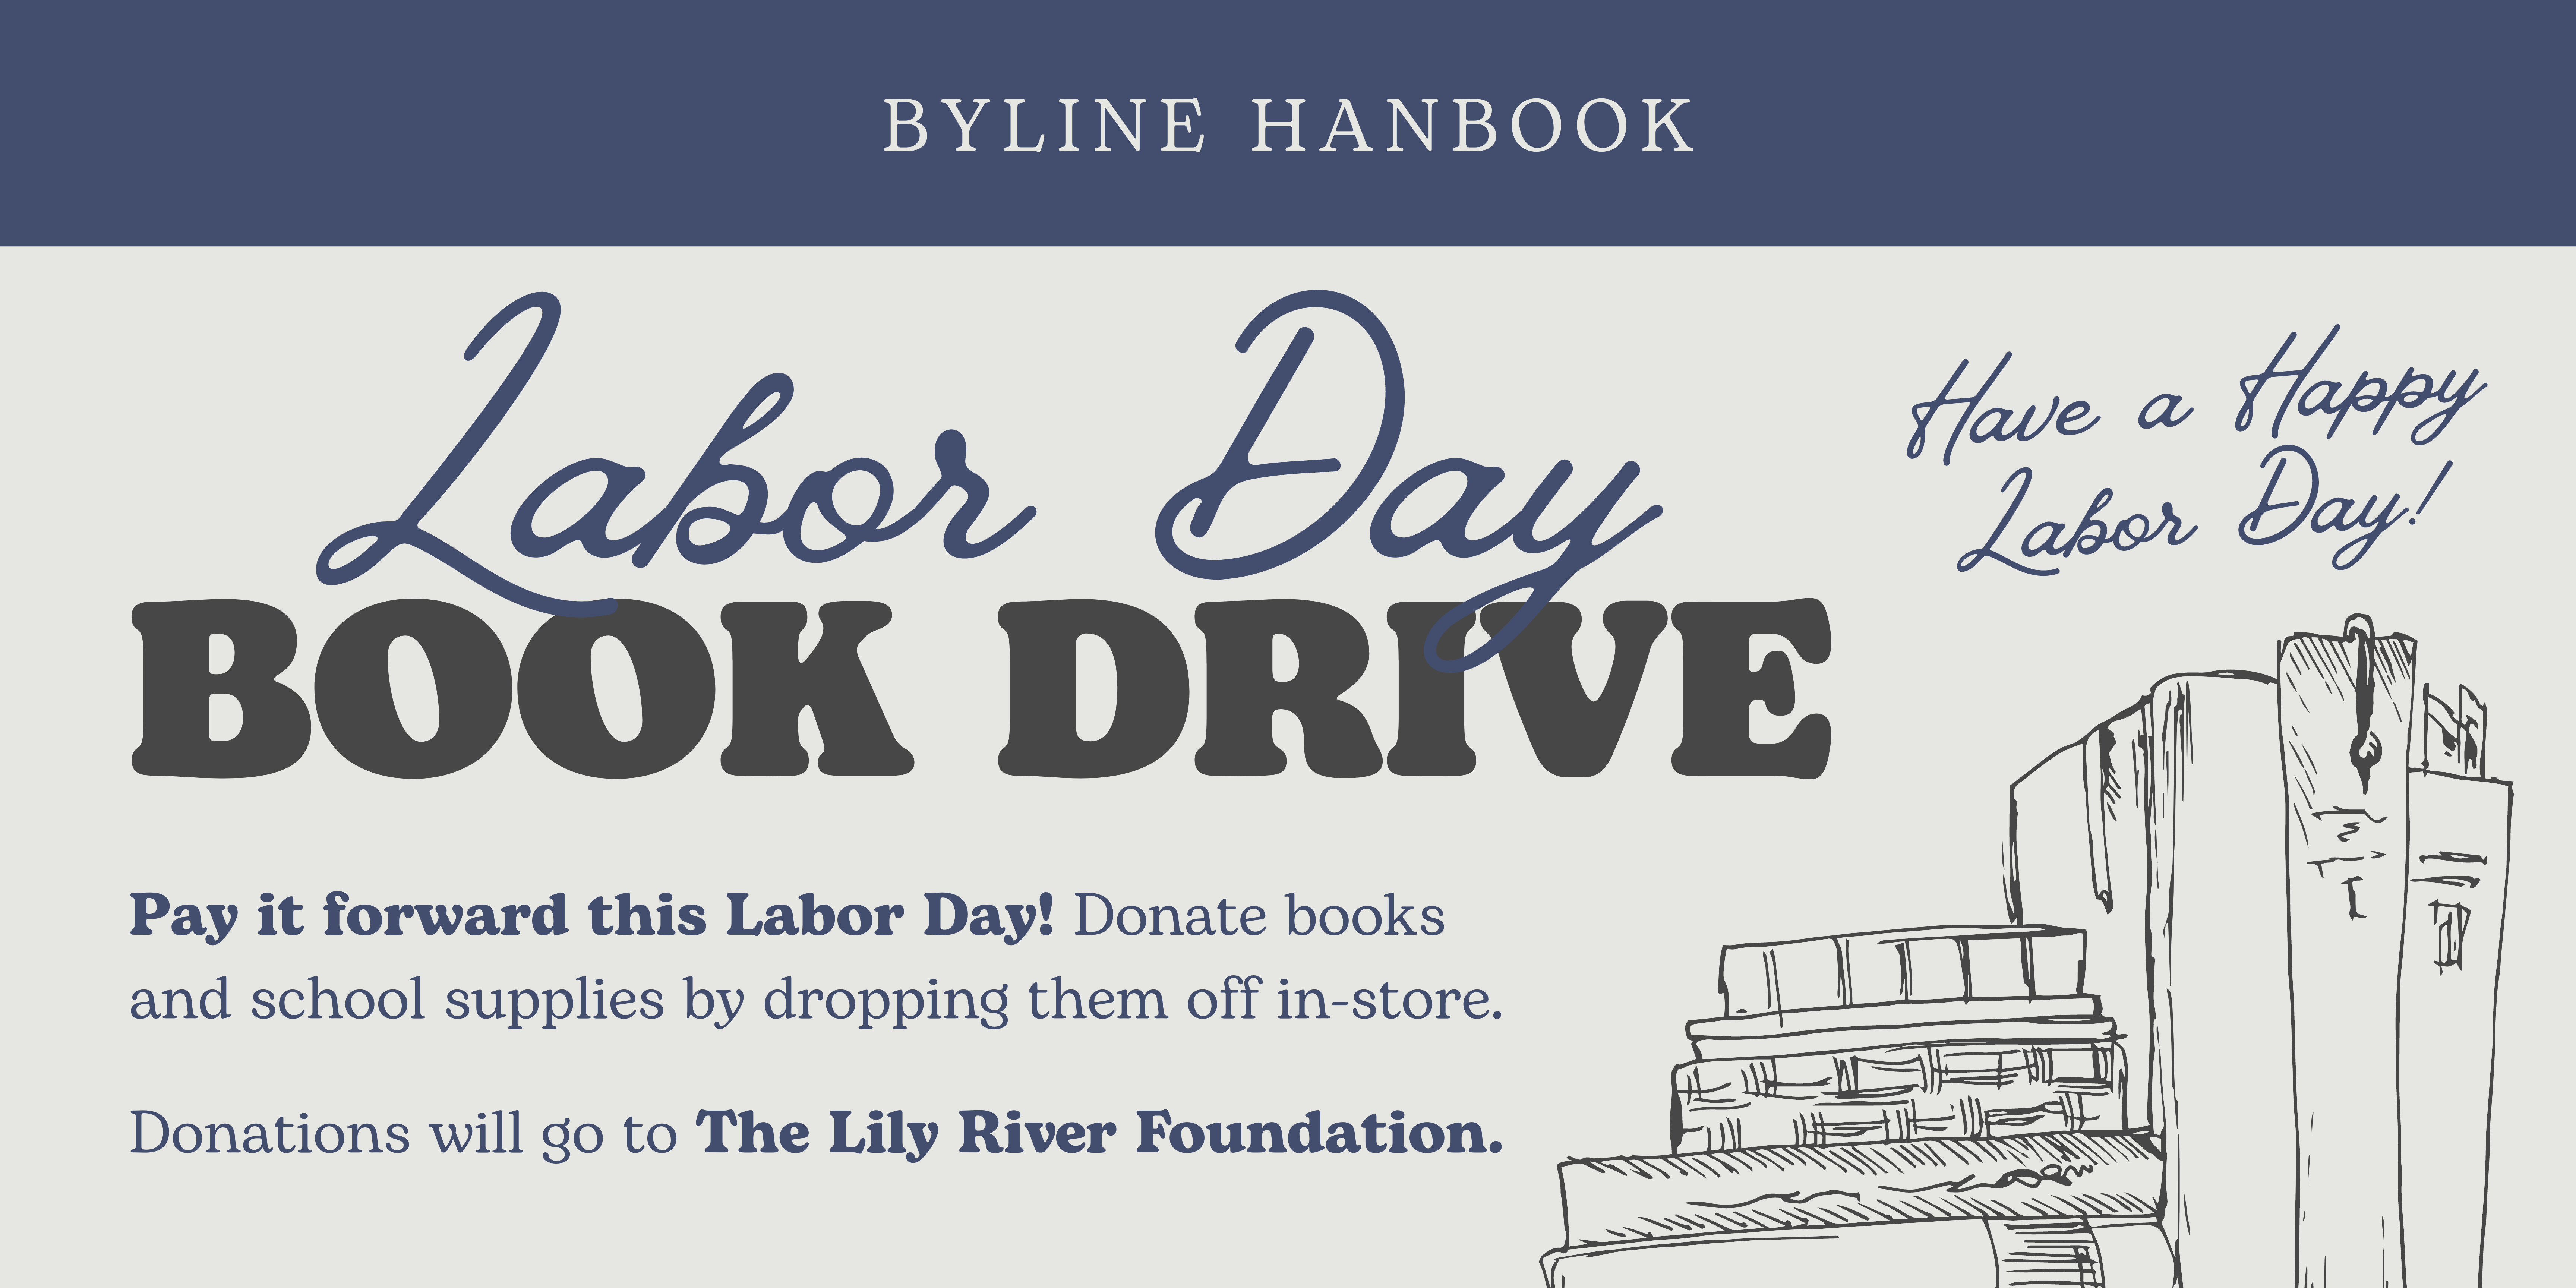 BYLINE HANBOOK
Labor Day
BOOK DRIVE
Have a Happy
Labor Day!
Pay it forward this Labor Day! Donate books
and school supplies by dropping them off in-store.
Donations will go to The Lily River Foundation.